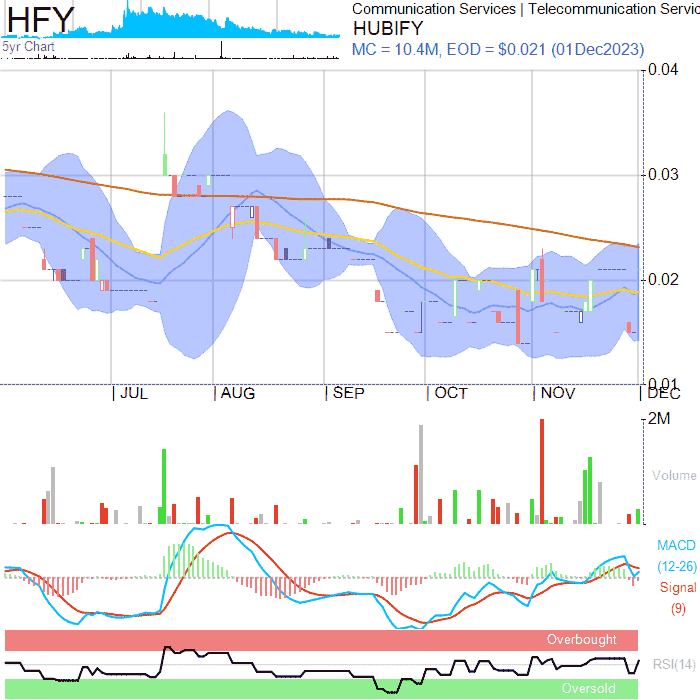 HFY
Communication Services | Telecommunication Servic
HUBIFY
5yr Chart
MC = 10.4M, EOD = $0.021 (01Dec2023)
0.04
0.03
0.02
0.01
JUL
AUG
SEP
OCT
NOV
DEC
2M
Volume
MACD
(12-26)
Signal
(9)
Overbought
RSI(14)
Oversold